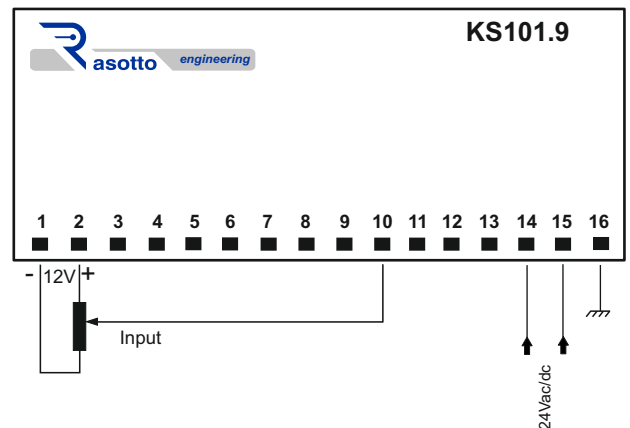 KS101.9
Rasotto engineering
1 2 3 4 5 6 7 8 9 10 11 12 13 14 15 16
- 12V +
Input
24Vac/dc